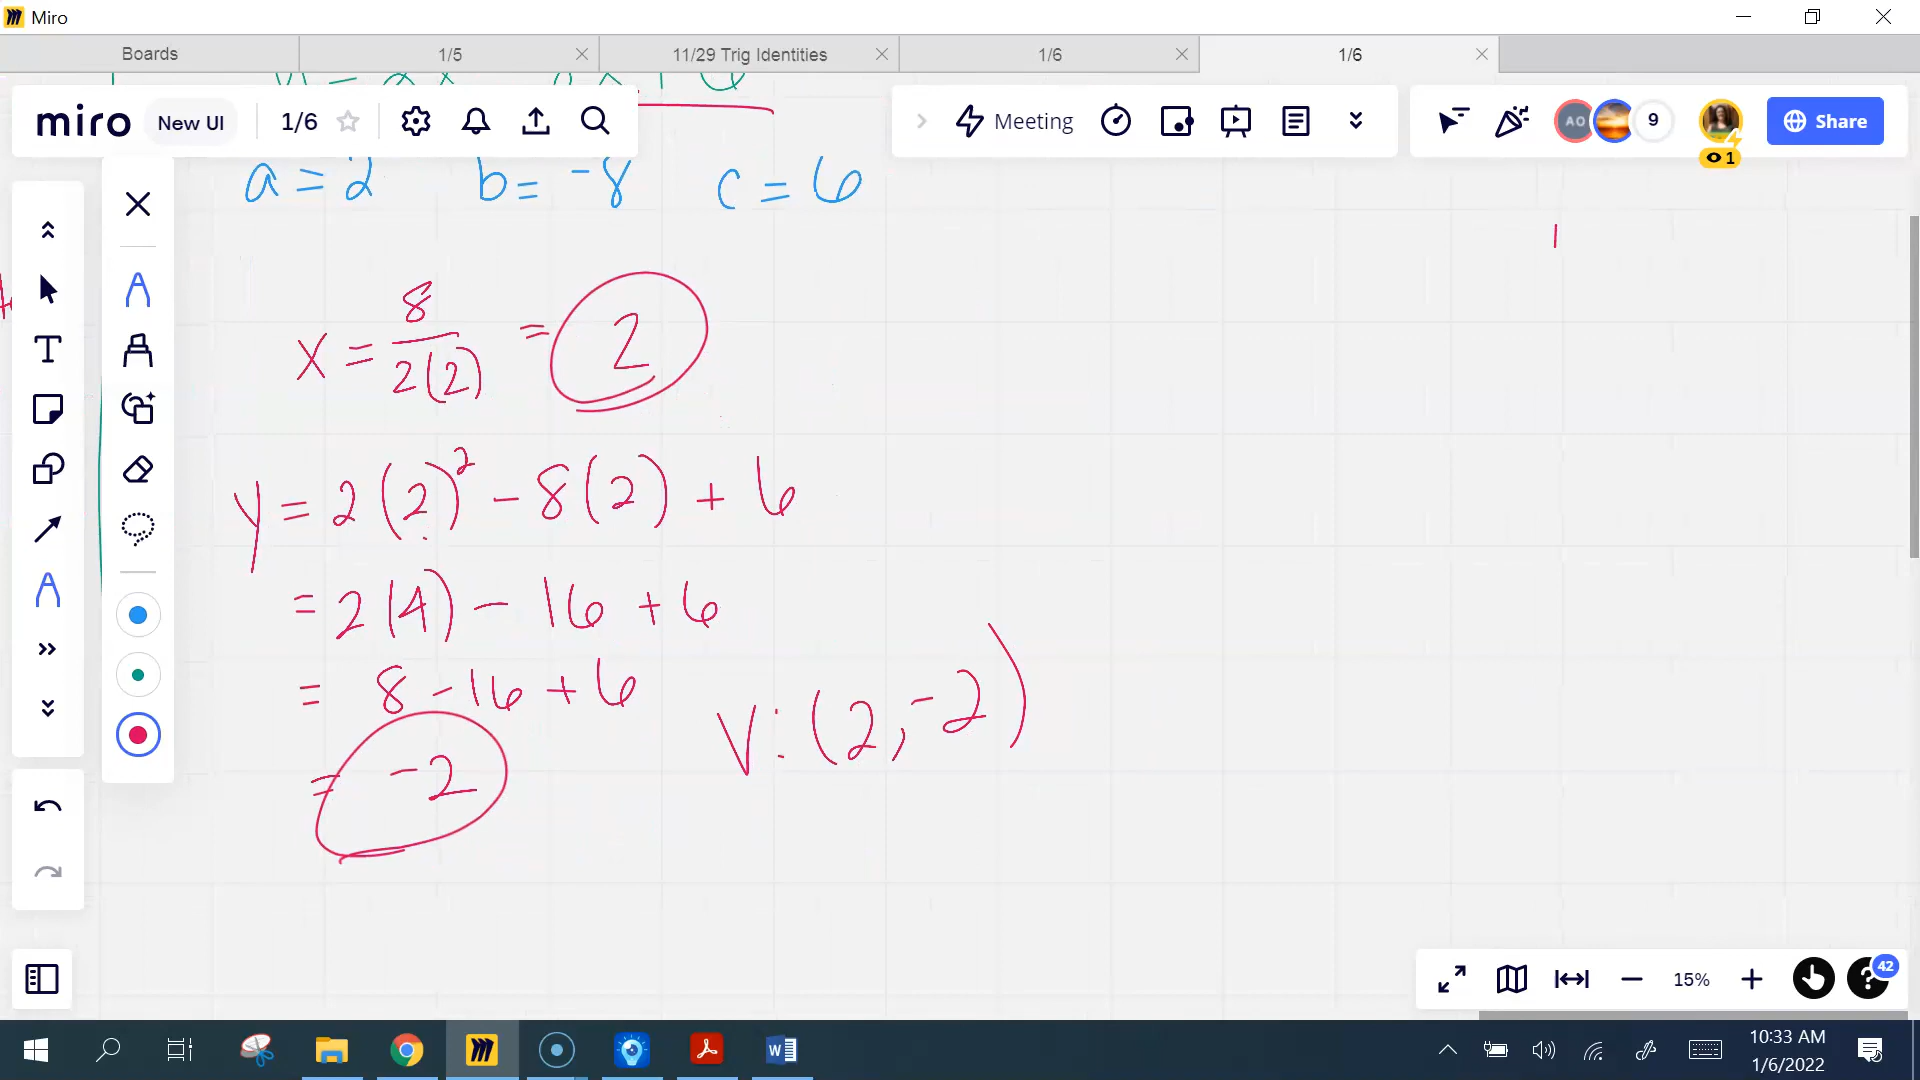 Miro
Boards 1/5 11/29 Trig Identities 1/6 1/6
miro New UI 1/6 Meeting AO 9 Share
1
a = 2 b = -8 c = 6
x = 8/2(2) = 2
y = 2(2)² - 8(2) + 6
= 2(4) - 16 + 6
= 8 - 16 + 6
= -2
V: (2, -2)
15% 42
10:33 AM
1/6/2022